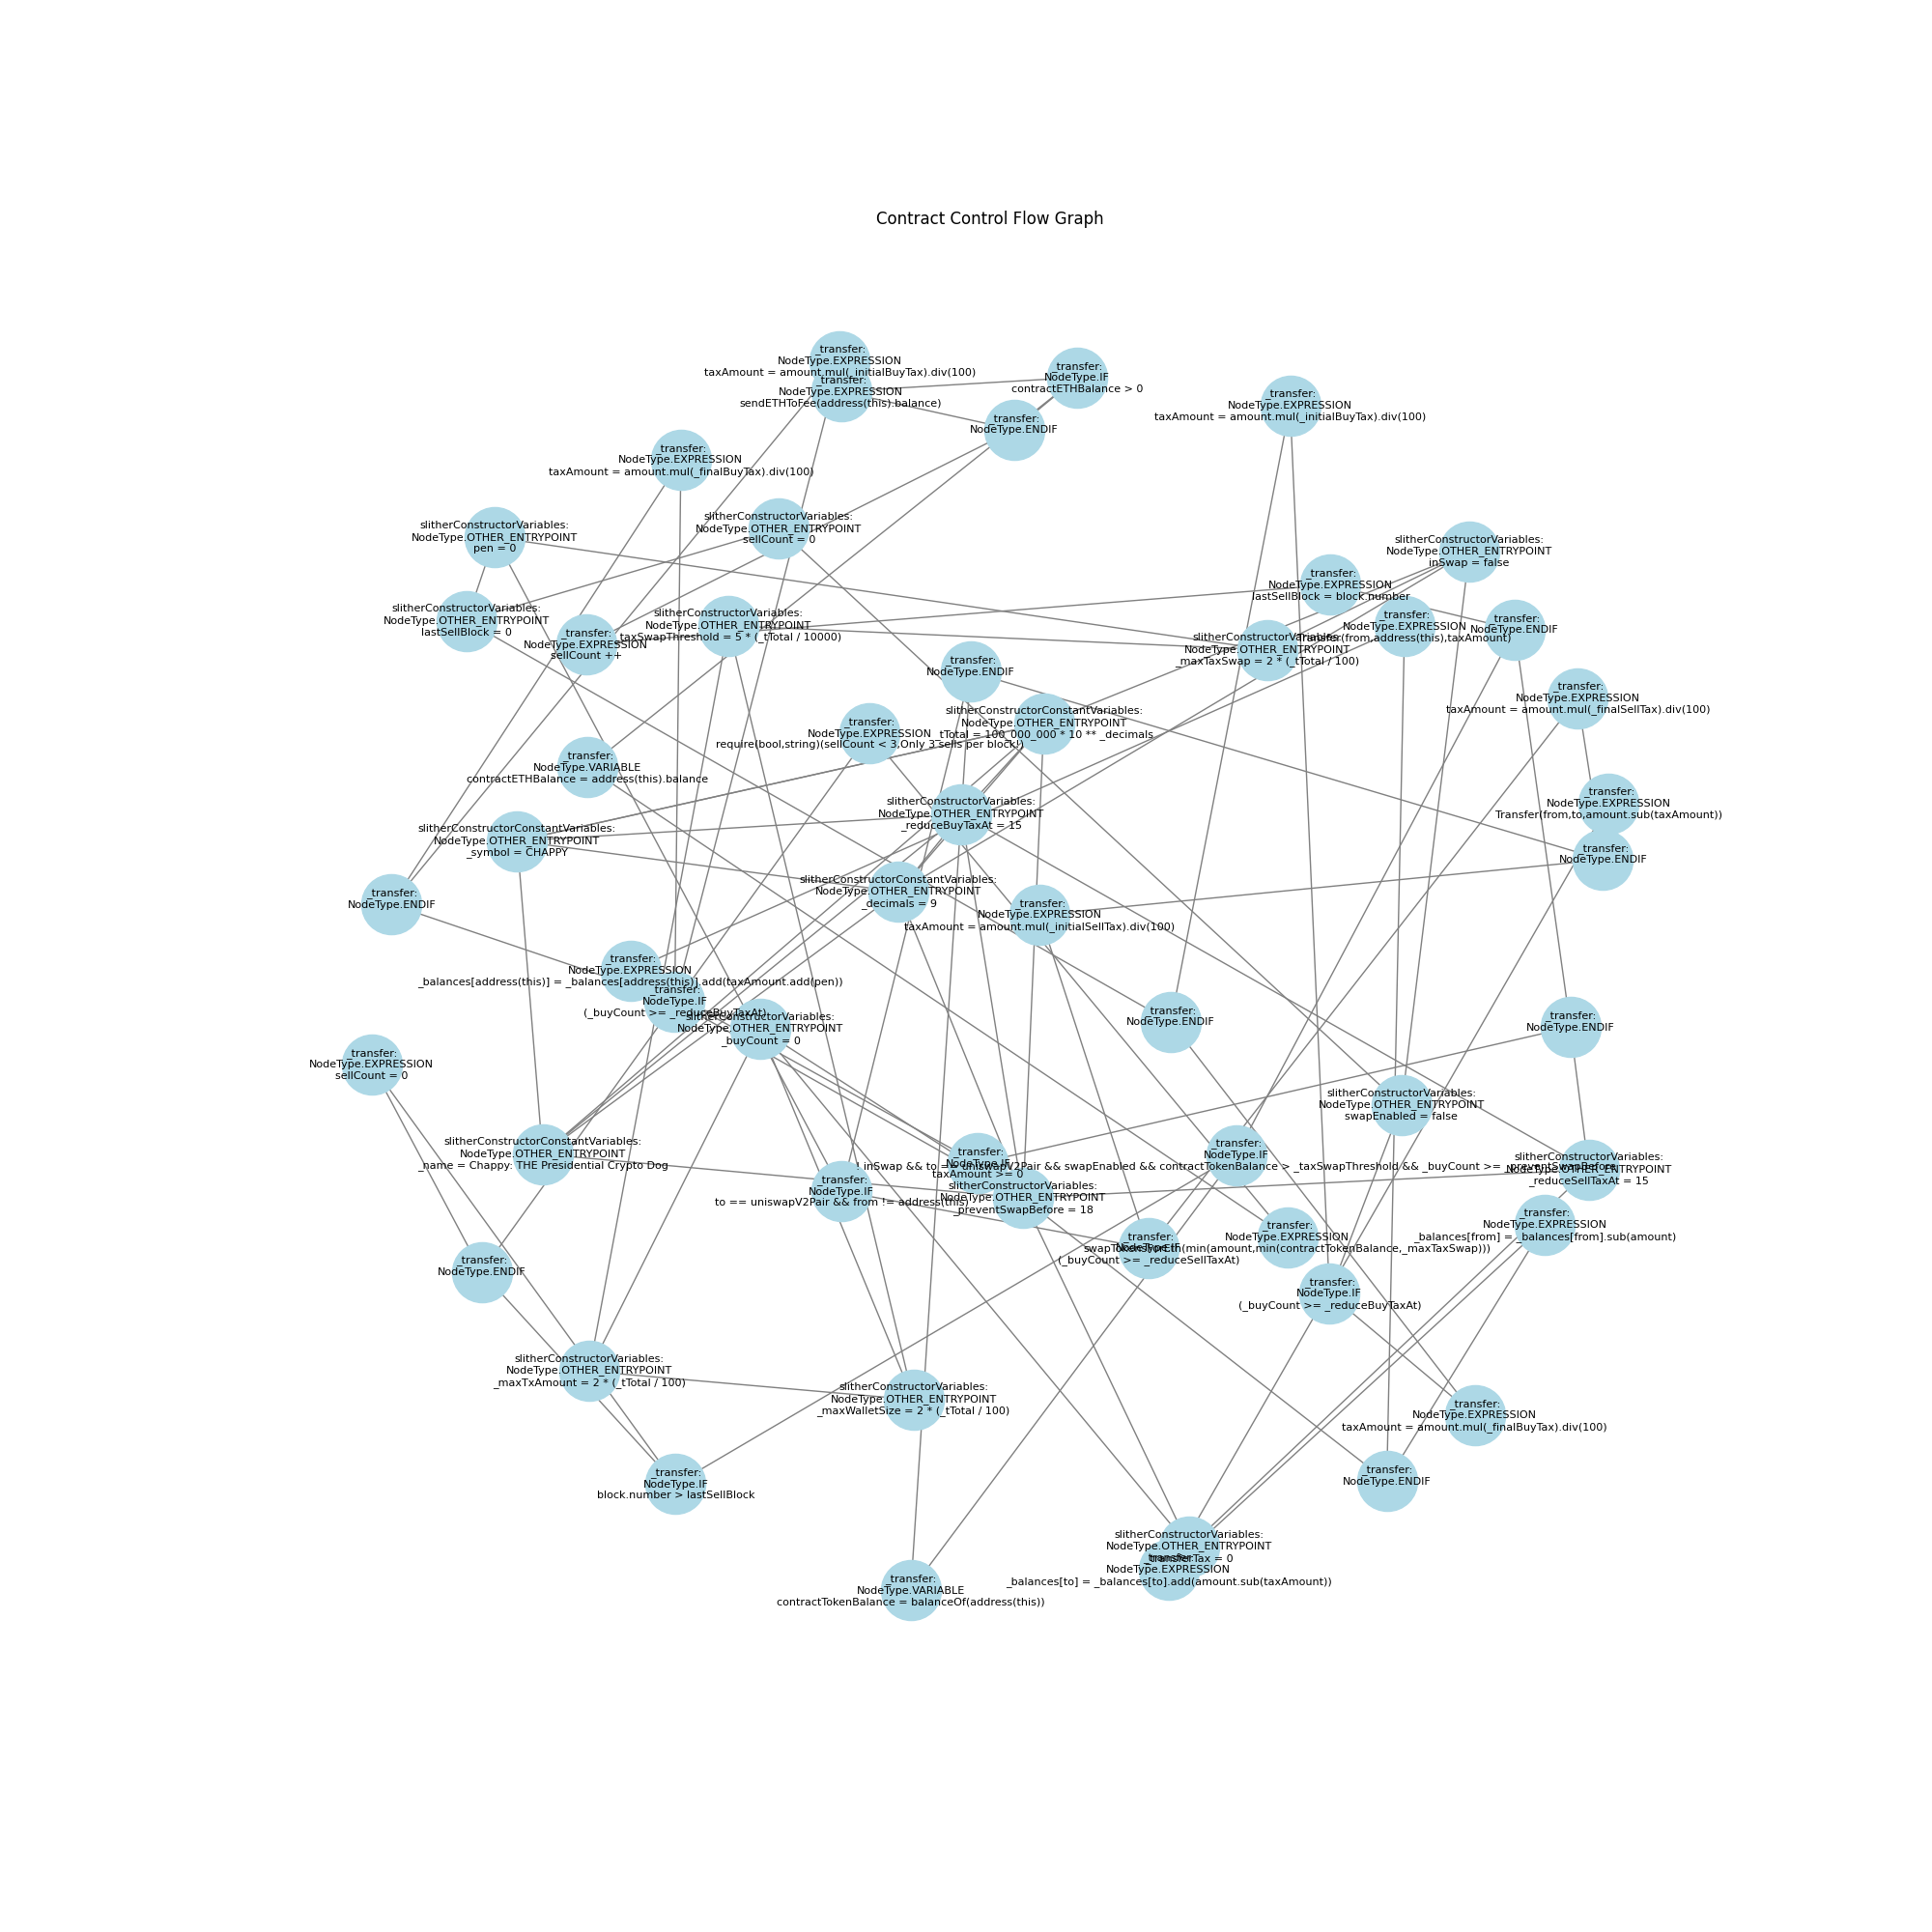 Contract Control Flow Graph
_transfer:
NodeType.EXPRESSION
taxAmount = amount.mul(_initialBuyTax).div(100)
_transfer:
NodeType.EXPRESSION
sendETHToFee(address(this).balance)
_transfer:
NodeType.IF
contractETHBalance > 0
_transfer:
NodeType.EXPRESSION
taxAmount = amount.mul(_initialBuyTax).div(100)
_transfer:
NodeType.ENDIF
_transfer:
NodeType.EXPRESSION
taxAmount = amount.mul(_finalBuyTax).div(100)
slitherConstructorVariables:
NodeType.OTHER_ENTRYPOINT
sellCount = 0
slitherConstructorVariables:
NodeType.OTHER_ENTRYPOINT
pen = 0
slitherConstructorVariables:
NodeType.OTHER_ENTRYPOINT
inSwap = false
_transfer:
NodeType.EXPRESSION
lastSellBlock = block.number
slitherConstructorVariables:
NodeType.OTHER_ENTRYPOINT
lastSellBlock = 0
slitherConstructorVariables:
NodeType.OTHER_ENTRYPOINT
_taxSwapThreshold = 5 * (_tTotal / 10000)
_transfer:
NodeType.EXPRESSION
Transfer(from,address(this),taxAmount)
_transfer:
NodeType.ENDIF
_transfer:
NodeType.EXPRESSION
sellCount ++
slitherConstructorVariables:
NodeType.OTHER_ENTRYPOINT
_maxTaxSwap = 2 * (_tTotal / 100)
_transfer:
NodeType.ENDIF
_transfer:
NodeType.EXPRESSION
taxAmount = amount.mul(_finalSellTax).div(100)
slitherConstructorConstantVariables:
NodeType.OTHER_ENTRYPOINT
_tTotal = 100_000_000 * 10 ** _decimals
_transfer:
NodeType.EXPRESSION
require(bool,string)(sellCount < 3,Only 3 sells per block!)
_transfer:
NodeType.VARIABLE
contractETHBalance = address(this).balance
_transfer:
NodeType.EXPRESSION
Transfer(from,to,amount.sub(taxAmount))
slitherConstructorVariables:
NodeType.OTHER_ENTRYPOINT
_reduceBuyTaxAt = 15
slitherConstructorConstantVariables:
NodeType.OTHER_ENTRYPOINT
_symbol = CHAPPY
_transfer:
NodeType.ENDIF
slitherConstructorConstantVariables:
NodeType.OTHER_ENTRYPOINT
_decimals = 9
_transfer:
NodeType.ENDIF
_transfer:
NodeType.EXPRESSION
taxAmount = amount.mul(_initialSellTax).div(100)
_transfer:
NodeType.EXPRESSION
_balances[address(this)] = _balances[address(this)].add(taxAmount.add(pen))
_transfer:
NodeType.IF
(_buyCount >= _reduceBuyTaxAt)
slitherConstructorVariables:
NodeType.OTHER_ENTRYPOINT
_buyCount = 0
_transfer:
NodeType.ENDIF
_transfer:
NodeType.ENDIF
_transfer:
NodeType.EXPRESSION
sellCount = 0
slitherConstructorVariables:
NodeType.OTHER_ENTRYPOINT
swapEnabled = false
slitherConstructorConstantVariables:
NodeType.OTHER_ENTRYPOINT
_name = Chappy: THE Presidential Crypto Dog
_transfer:
NodeType.IF
taxAmount >= 0
_transfer:
NodeType.IF
! inSwap && to == uniswapV2Pair && swapEnabled && contractTokenBalance > _taxSwapThreshold && _buyCount >= _preventSwapBefore
slitherConstructorVariables:
NodeType.OTHER_ENTRYPOINT
_reduceSellTaxAt = 15
_transfer:
NodeType.IF
to == uniswapV2Pair && from != address(this)
slitherConstructorVariables:
NodeType.OTHER_ENTRYPOINT
_preventSwapBefore = 18
_transfer:
NodeType.EXPRESSION
_balances[from] = _balances[from].sub(amount)
_transfer:
NodeType.IF
(_buyCount >= _reduceSellTaxAt)
_transfer:
NodeType.EXPRESSION
swapTokensForEth(min(amount,min(contractTokenBalance,_maxTaxSwap)))
_transfer:
NodeType.ENDIF
_transfer:
NodeType.IF
(_buyCount >= _reduceBuyTaxAt)
slitherConstructorVariables:
NodeType.OTHER_ENTRYPOINT
_maxTxAmount = 2 * (_tTotal / 100)
slitherConstructorVariables:
NodeType.OTHER_ENTRYPOINT
_maxWalletSize = 2 * (_tTotal / 100)
_transfer:
NodeType.EXPRESSION
taxAmount = amount.mul(_finalBuyTax).div(100)
_transfer:
NodeType.IF
block.number > lastSellBlock
_transfer:
NodeType.ENDIF
slitherConstructorVariables:
NodeType.OTHER_ENTRYPOINT
_transferTax = 0
_transfer:
NodeType.EXPRESSION
_balances[to] = _balances[to].add(amount.sub(taxAmount))
_transfer:
NodeType.VARIABLE
contractTokenBalance = balanceOf(address(this))